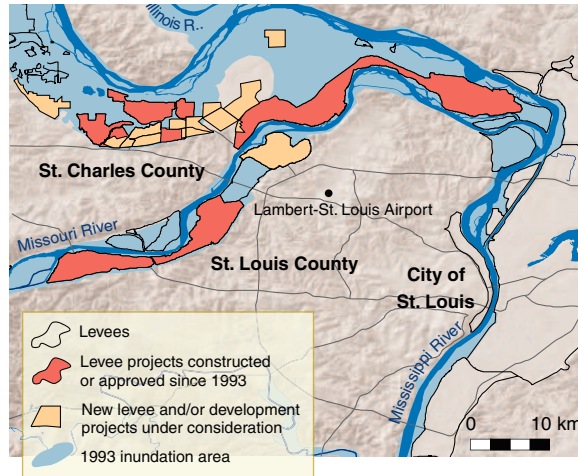 Illinois R..
St. Charles County
Lambert-St. Louis Airport
Missouri River
St. Louis County
City of
St. Louis
Mississippi River
Levees
Levee projects constructed
or approved since 1993
New levee and/or development
projects under consideration
1993 inundation area
0 10 km